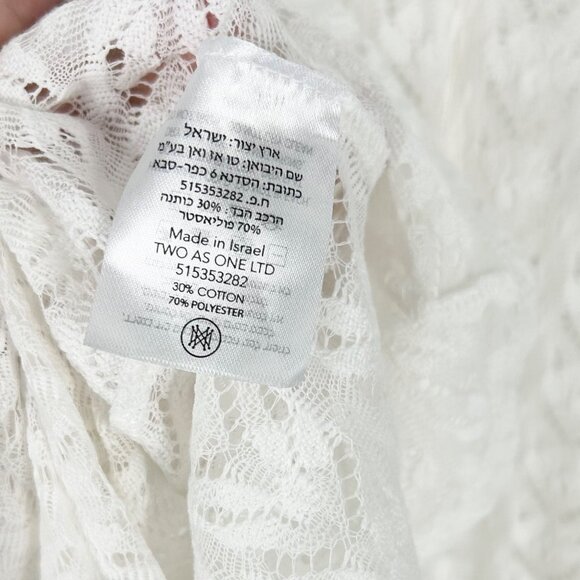 ארץ יצור: ישראל
שם היבואן: טו אז וואן בע"מ
כתובת: הסדנא 6 כפר-סבא
ח.פ. 515353282
הרכב הבד: 30% כותנה
70% פוליאסטר
Made in Israel
TWO AS ONE LTD
515353282
30% COTTON
70% POLYESTER